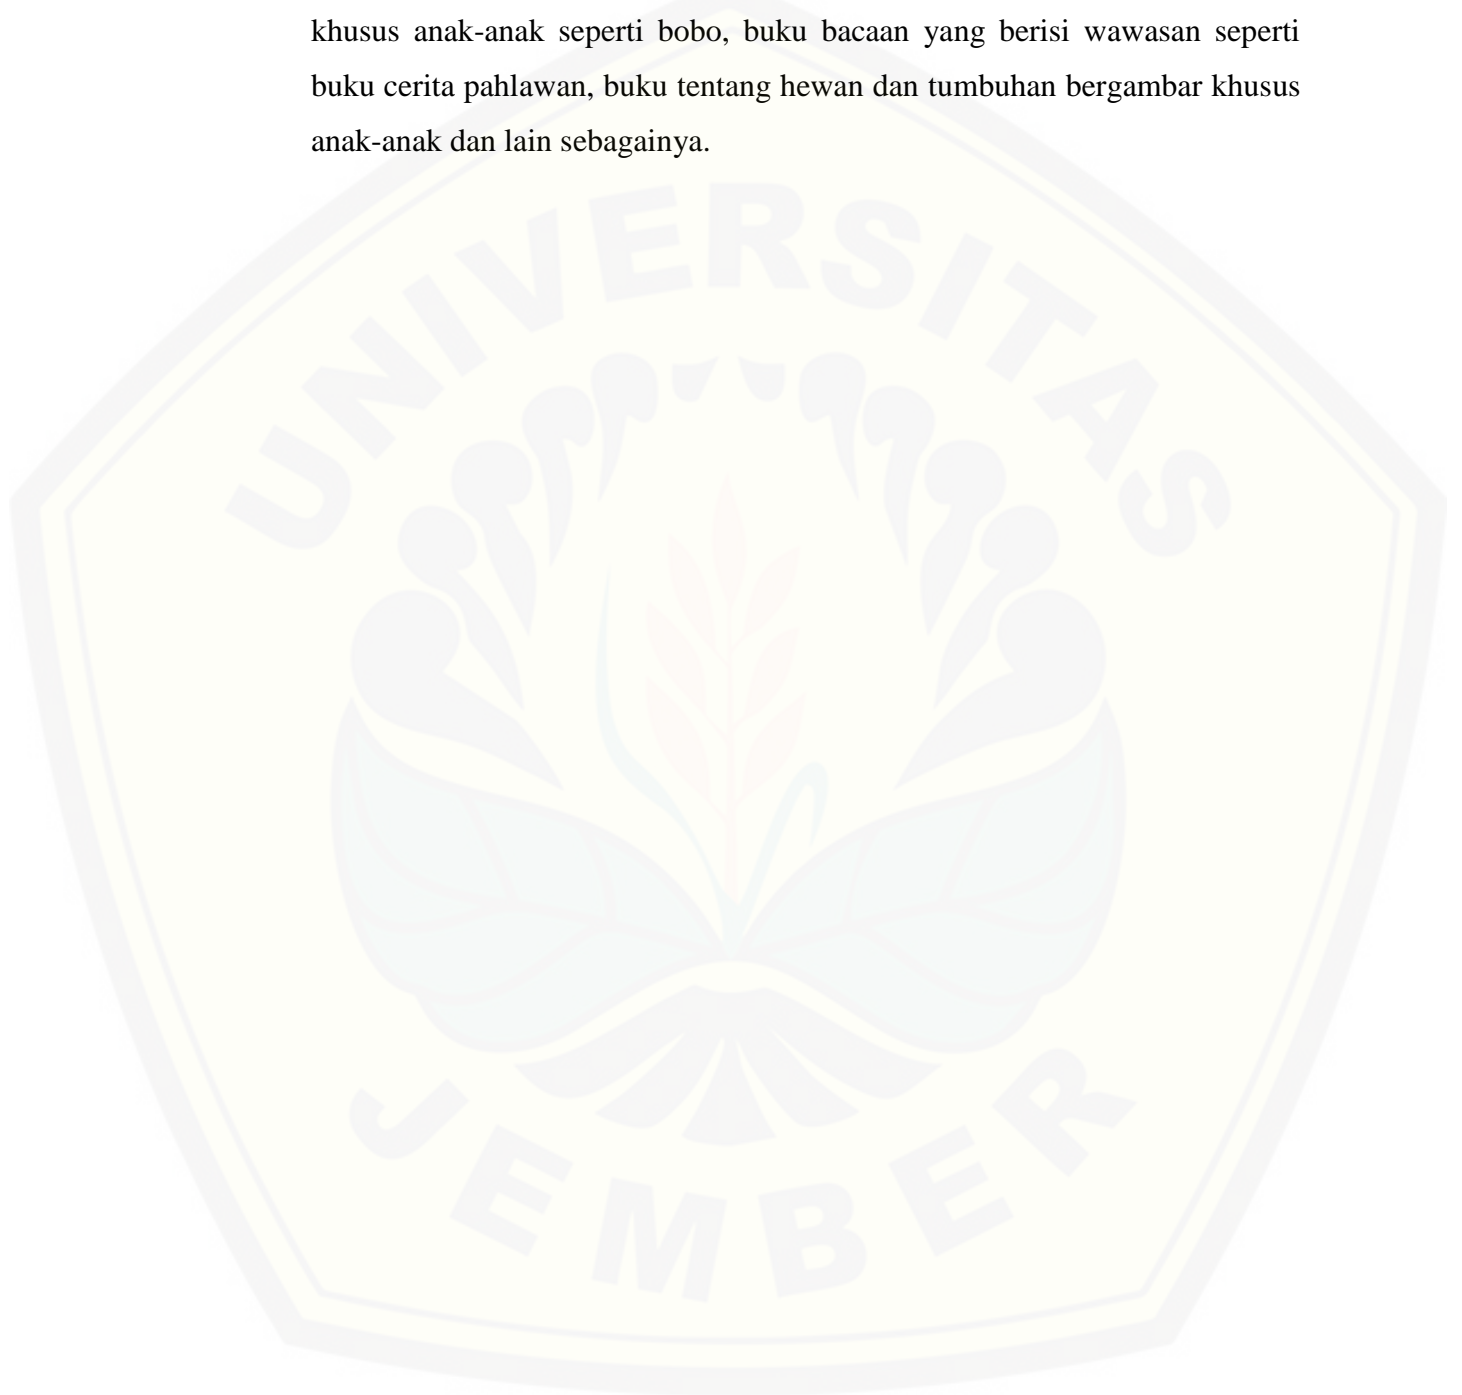 khusus anak-anak seperti bobo, buku bacaan yang berisi wawasan seperti
buku cerita pahlawan, buku tentang hewan dan tumbuhan bergambar khusus
anak-anak dan lain sebagainya.
UNIVERSITAS
JEMBER